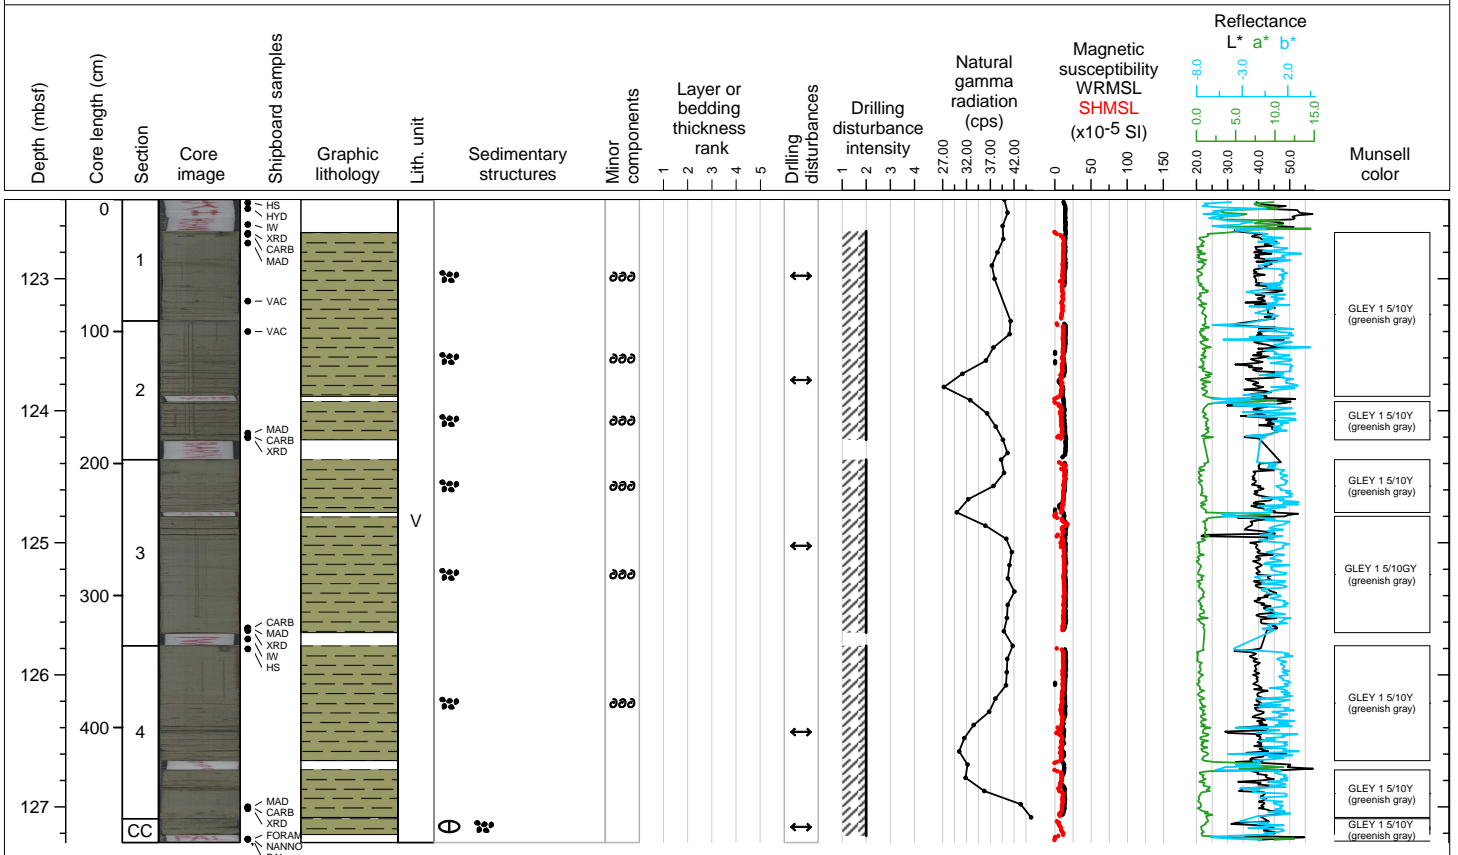 Depth (mbsf)
Core length (cm)
Section
Core
image
Shipboard samples
Graphic
lithology
Lith. unit
Sedimentary
structures
Minor
components
Layer or
bedding
thickness
rank
1 2 3 4 5
Drilling
disturbances
Drilling
disturbance
intensity
1 2 3 4
Natural
gamma
radiation
(cps)
27.00 32.00 37.00 42.00
Magnetic
susceptibility
WRMSL
SHMSL
(x10-5 SI)
0 50 100 150
Reflectance
L* a* b*
-8.0 -3.0 2.0
0.0 5.0 10.0 15.0
20.0 30.0 40.0 50.0
Munsell
color
0
100
200
300
400
123
124
125
126
127
1
2
3
4
CC
HS
HYD
IW
XRD
CARB
MAD
VAC
VAC
MAD
CARB
XRD
CARB
MAD
XRD
IW
HS
MAD
CARB
XRD
FORAM
NANNO
V
GLEY 1 5/10Y
(greenish gray)
GLEY 1 5/10Y
(greenish gray)
GLEY 1 5/10Y
(greenish gray)
GLEY 1 5/10GY
(greenish gray)
GLEY 1 5/10Y
(greenish gray)
GLEY 1 5/10Y
(greenish gray)
GLEY 1 5/10Y
(greenish gray)